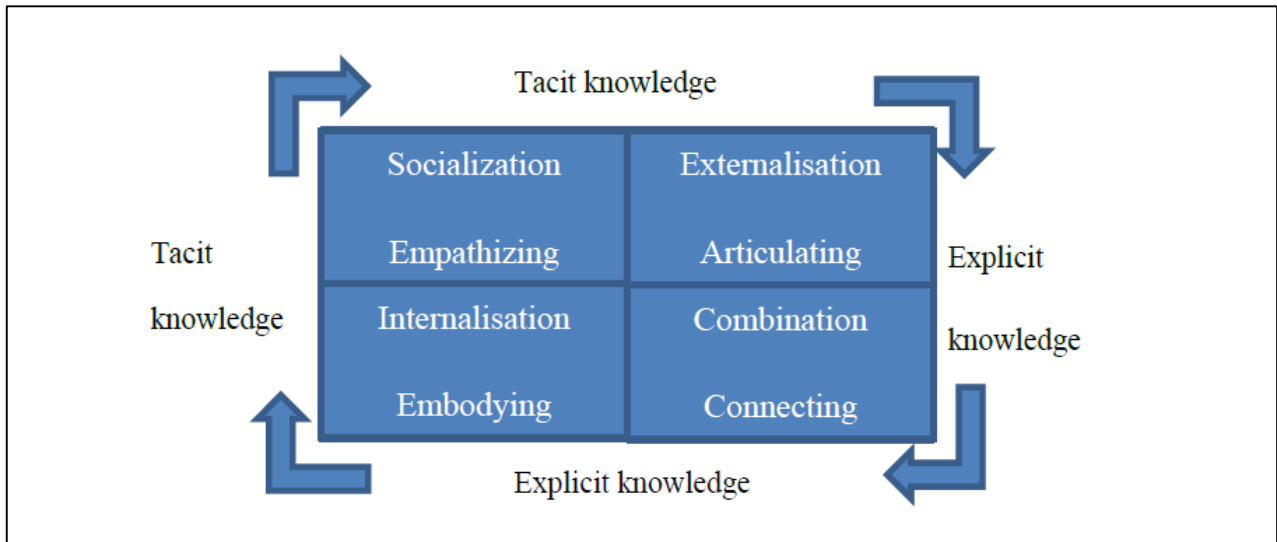 Tacit knowledge
Socialization
Externalisation
Empathizing
Articulating
Tacit
knowledge
Explicit
knowledge
Internalisation
Combination
Embodying
Connecting
Explicit knowledge